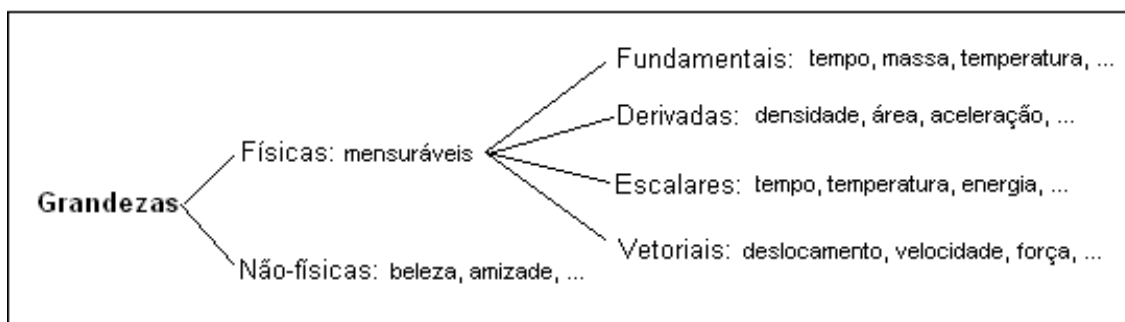 Fundamentais: tempo, massa, temperatura, ...
Derivadas: densidade, área, aceleração, ...
Físicas: mensuráveis
Escalares: tempo, temperatura, energia, ...
Grandezas
Vetoriais: deslocamento, velocidade, força, ...
Não-físicas: beleza, amizade, ...